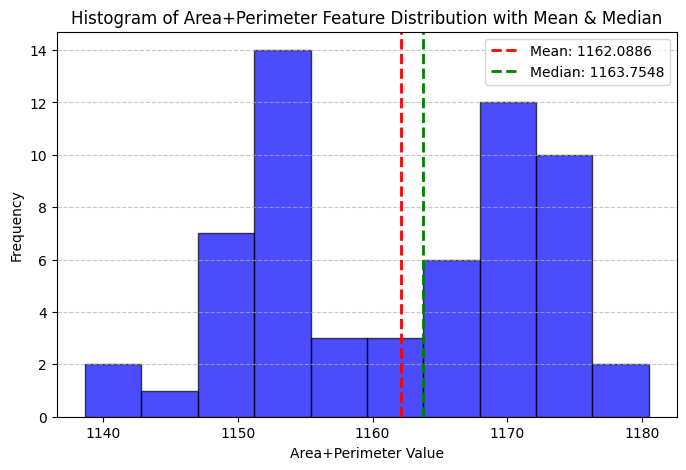 Histogram of Area+Perimeter Feature Distribution with Mean & Median
Mean: 1162.0886
Median: 1163.7548
Frequency
14
12
10
8
6
4
2
0
1140 1150 1160 1170 1180
Area+Perimeter Value